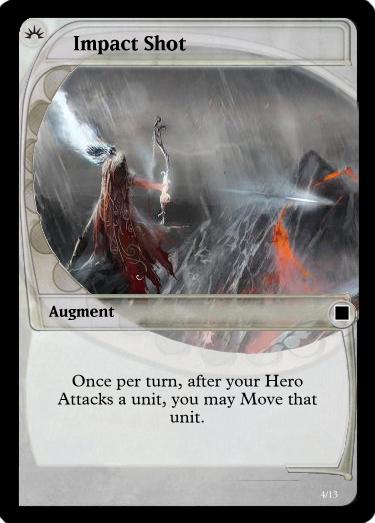 Impact Shot
Augment
Once per turn, after your Hero
Attacks a unit, you may Move that
unit.
4/13